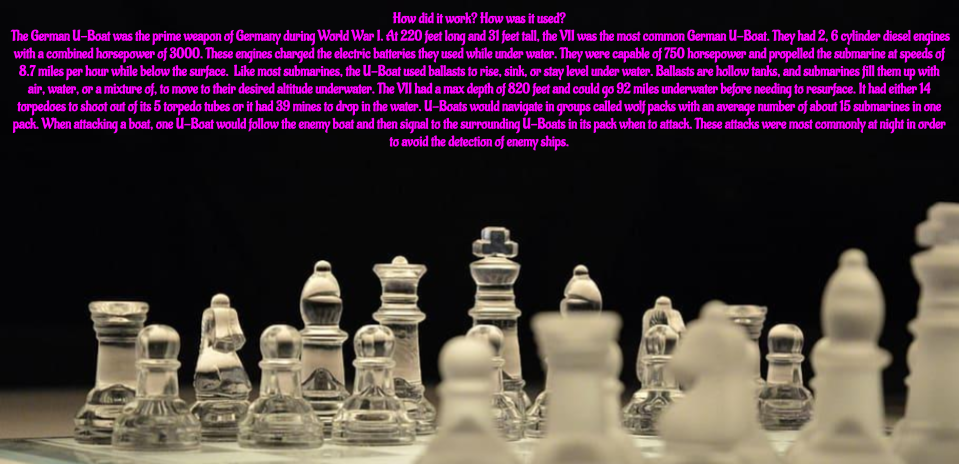 How did it work? How was it used?
The German U-Boat was the prime weapon of Germany during World War 1. At 220 feet long and 31 feet tall, the VII was the most common German U-Boat. They had 2, 6 cylinder diesel engines
with a combined horsepower of 3000. These engines charged the electric batteries they used while under water. They were capable of 750 horsepower and propelled the submarine at speeds of
8.7 miles per hour while below the surface. Like most submarines, the U-Boat used ballasts to rise, sink, or stay level under water. Ballasts are hollow tanks, and submarines fill them up with
air, water, or a mixture of, to move to their desired altitude underwater. The VII had a max depth of 820 feet and could go 92 miles underwater before needing to resurface. It had either 14
torpedoes to shoot out of its 5 torpedo tubes or it had 39 mines to drop in the water. U-Boats would navigate in groups called wolf packs with an average number of about 15 submarines in one
pack. When attacking a boat, one U-Boat would follow the enemy boat and then signal to the surrounding U-Boats in its pack when to attack. These attacks were most commonly at night in order
to avoid the detection of enemy ships.